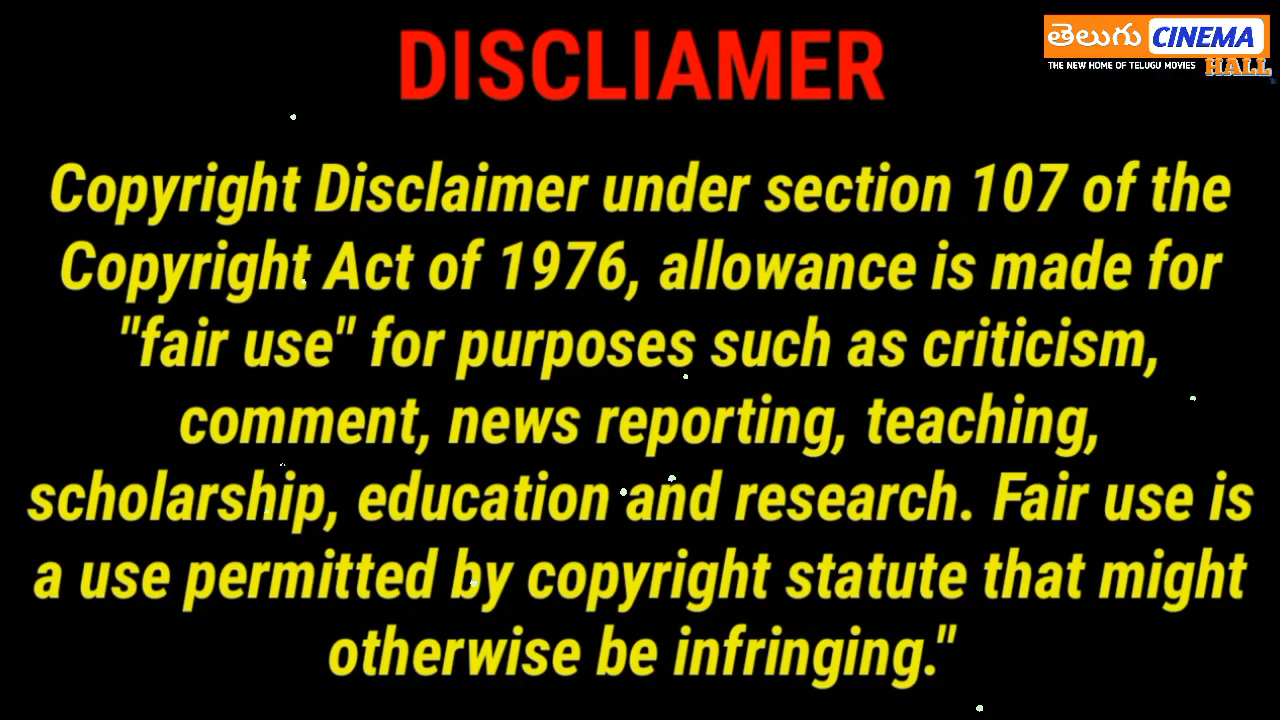 DISCLIAMER
తెలుగు CINEMA
THE NEW HOME OF TELUGU MOVIES HALL
Copyright Disclaimer under section 107 of the
Copyright Act of 1976, allowance is made for
"fair use" for purposes such as criticism,
comment, news reporting, teaching,
scholarship, education and research. Fair use is
a use permitted by copyright statute that might
otherwise be infringing."